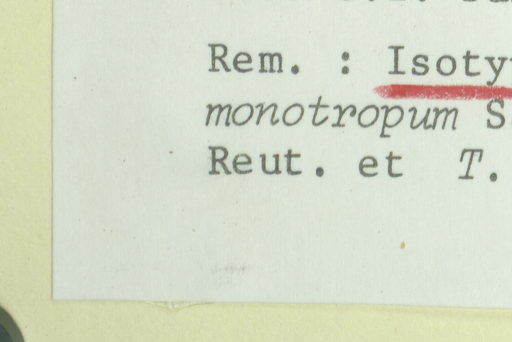 Rem. : Isoty
monotropum S
Reut. et T.